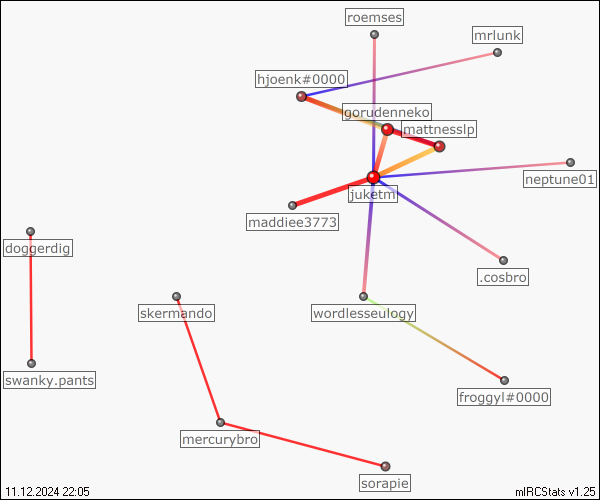 roemses
mrlunk
hjoenk#0000
gorudenneko
mattnesslp
neptune01
juketm
maddiee3773
doggerdig
.cosbro
skermando
wordlesseulogy
swanky.pants
froggyl#0000
mercurybro
sorapie
11.12.2024 22:05
mIRCStats v1.25